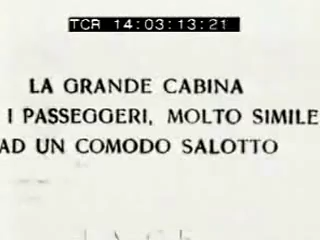 TCR 14:03:13:21
LA GRANDE CABINA
I PASSEGGERI, MOLTO SIMILE
AD UN COMODO SALOTTO